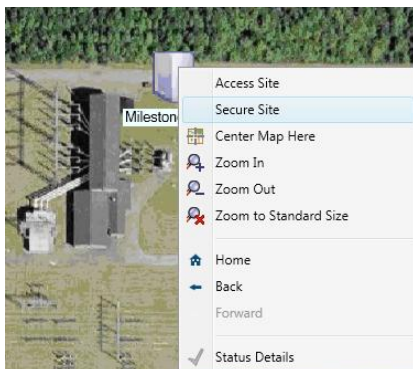 Milestone
Access Site
Secure Site
Center Map Here
Zoom In
Zoom Out
Zoom to Standard Size
Home
Back
Forward
Status Details